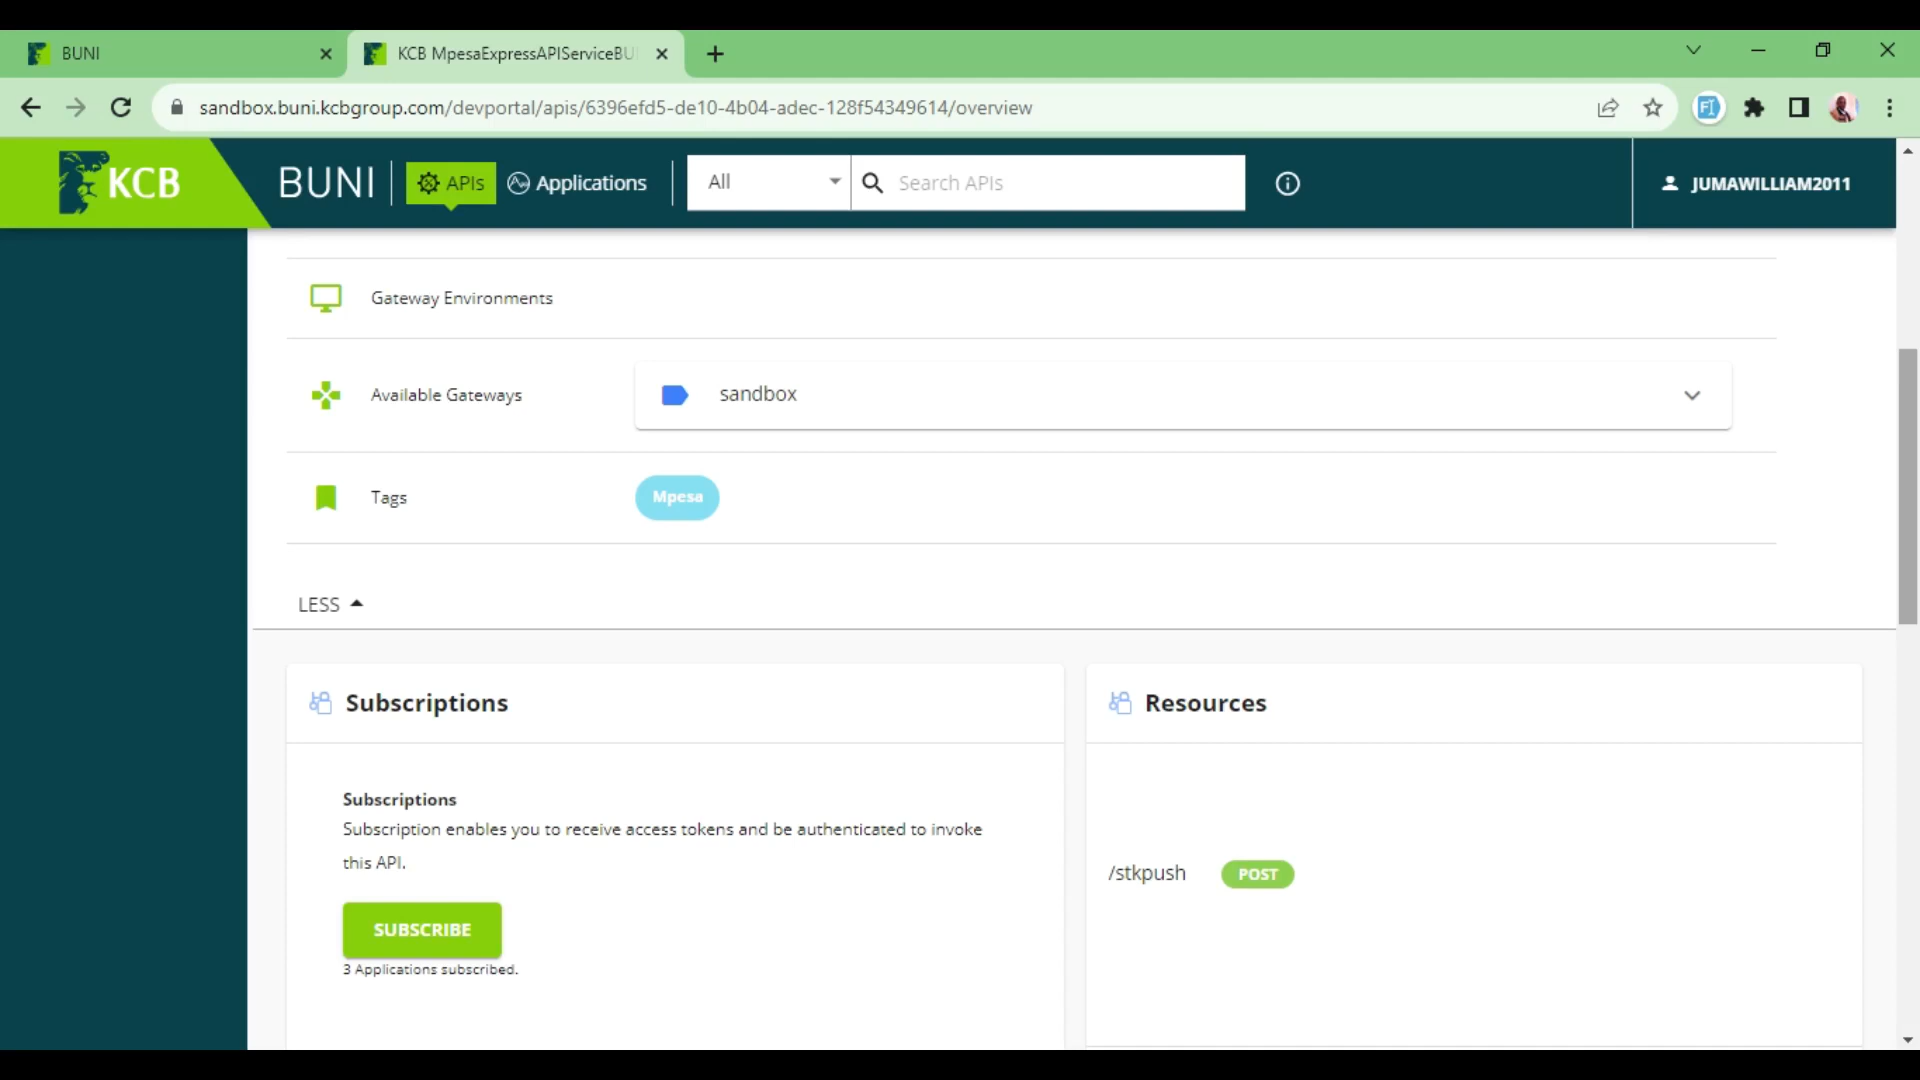 BUNI
KCB MpesaExpressAPIServiceBU
sandbox.buni.kcbgroup.com/devportal/apis/6396efd5-de10-4b04-adec-128f54349614/overview
KCB
BUNI
APIs
Applications
All
Search APIs
JUMAWILLIAM2011
Gateway Environments
Available Gateways
sandbox
Tags
Mpesa
LESS
Subscriptions
Resources
Subscriptions
Subscription enables you to receive access tokens and be authenticated to invoke
this API.
/stkpush POST
SUBSCRIBE
3 Applications subscribed.